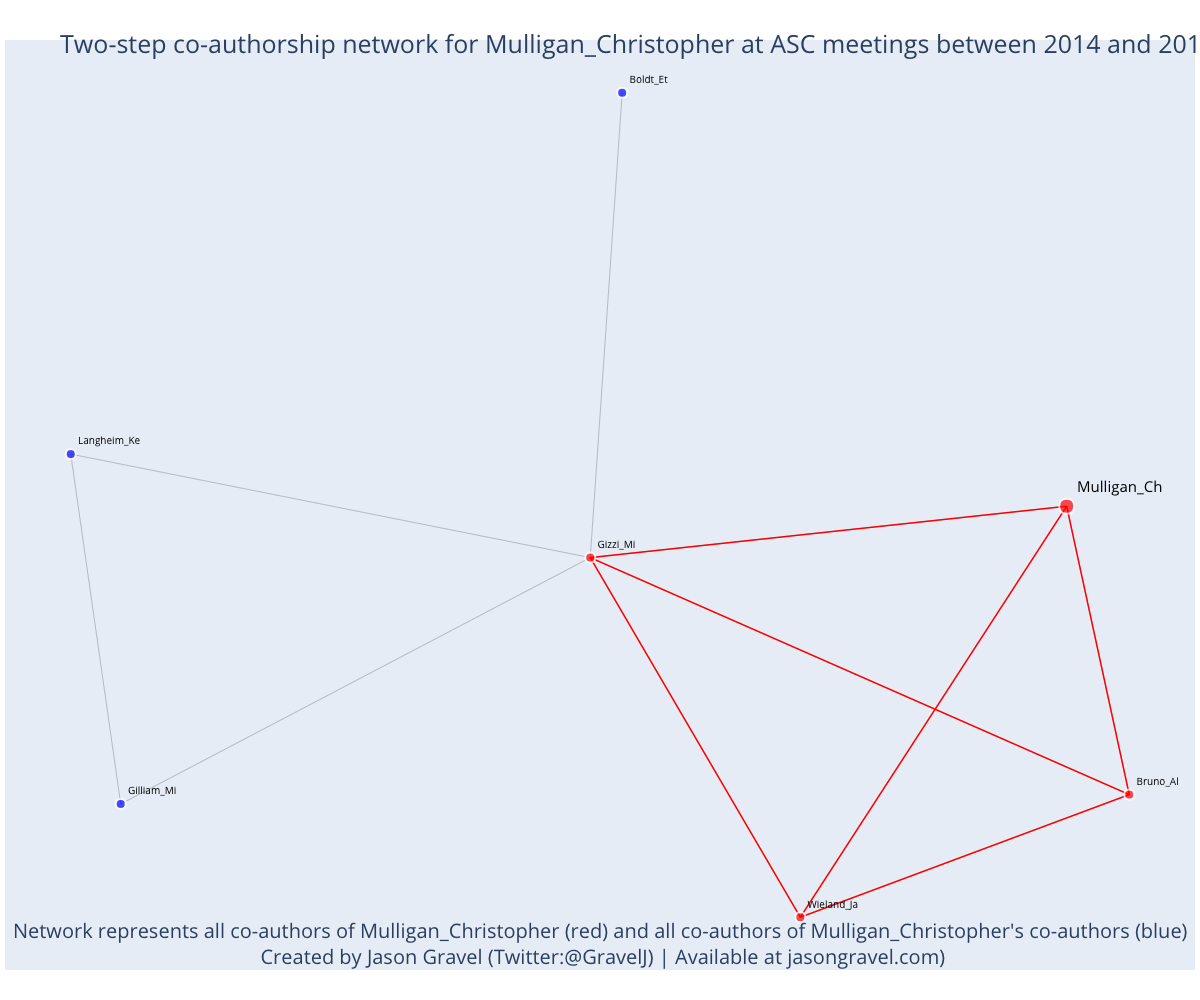 Two-step co-authorship network for Mulligan_Christopher at ASC meetings between 2014 and 201
Boldt_Et
Langheim_Ke
Mulligan_Ch
Gizzi_Mi
Bruno_Al
Gilliam_Mi
Wieland_Ja
Network represents all co-authors of Mulligan_Christopher (red) and all co-authors of Mulligan_Christopher's co-authors (blue)
Created by Jason Gravel (Twitter:@GravelJ) | Available at jasongravel.com)